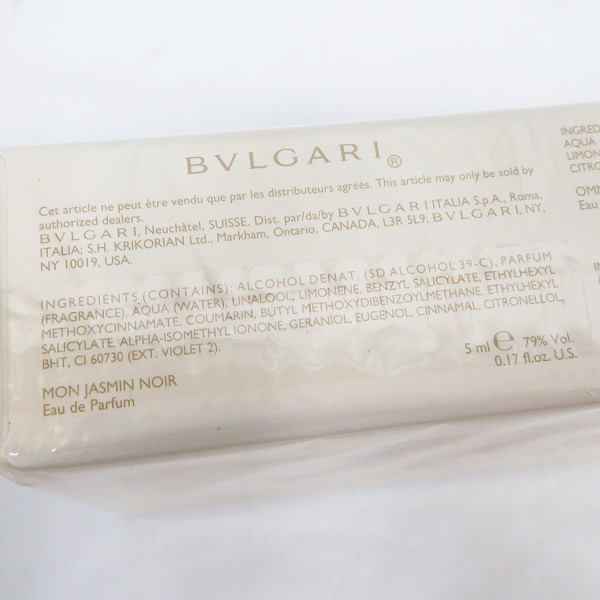 BVLGARI®
Cet article ne peut être vendu que par les distributeurs agréés. This article may only be sold by
authorized dealers.
BVLGARI, Neuchâtel, SUISSE. Dist. par/da/by BVLGARI ITALIA S.p.A., Roma,
ITALIA; S.H. KRIKORIAN Ltd., Markham, Ontario, CANADA, L3R 5L9; BVLGARI, NY,
NY 10019, USA.
INGREDIENTS (CONTAINS): ALCOHOL DENAT. (SD ALCOHOL 39-C), PARFUM
(FRAGRANCE), AQUA (WATER), LINALOOL, LIMONENE, BENZYL SALICYLATE, ETHYLHEXYL
METHOXYCINNAMATE, COUMARIN, BUTYL METHOXYDIBENZOYLMETHANE, ETHYLHEXYL
SALICYLATE, ALPHA-ISOMETHYL IONONE, GERANIOL, EUGENOL, CINNAMAL, CITRONELLOL,
BHT, CI 60730 (EXT. VIOLET 2).
5 ml ℮ 79% Vol.
0.17 fl.oz. U.S.
MON JASMIN NOIR
Eau de Parfum
INGRED
AQUA
LIMON
CITRO
OMN
Eau